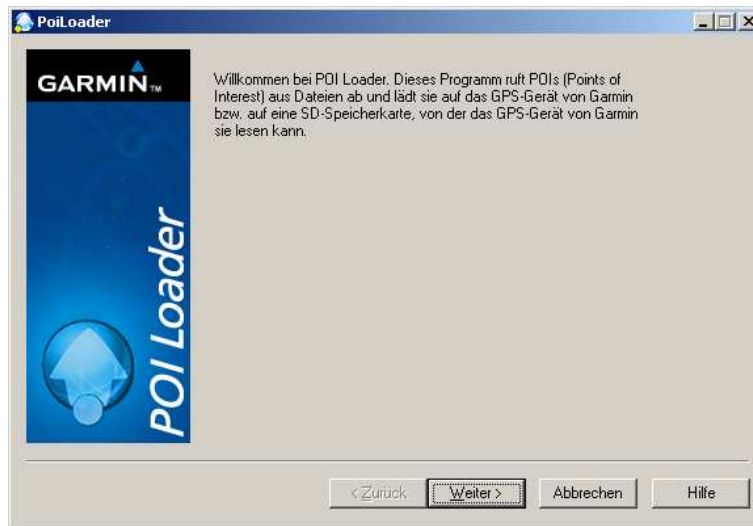 PoiLoader
GARMIN™
POI Loader
Willkommen bei POI Loader. Dieses Programm ruft POIs (Points of
Interest) aus Dateien ab und lädt sie auf das GPS-Gerät von Garmin
bzw. auf eine SD-Speicherkarte, von der das GPS-Gerät von Garmin
sie lesen kann.
< Zurück
Weiter >
Abbrechen
Hilfe